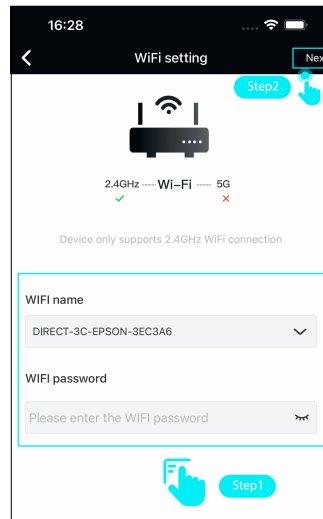 16:28
WiFi setting
Nex
Step2
2.4GHz Wi-Fi 5G
Device only supports 2.4GHz WiFi connection
WIFI name
DIRECT-3C-EPSON-3EC3A6
WIFI password
Please enter the WIFI password
Step1